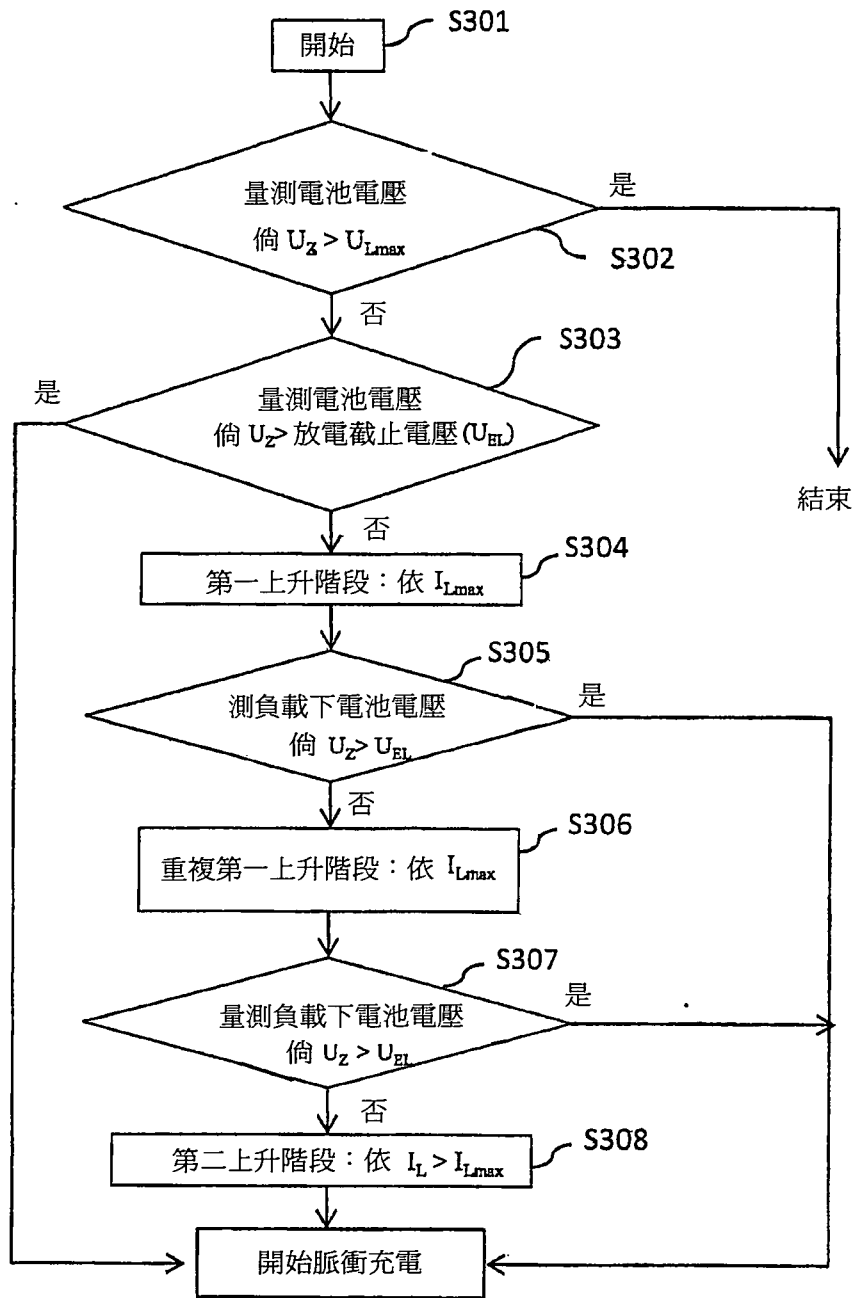 S301
開始
量測電池電壓
倘 U_Z > U_Lmax
是
S302
否
S303
是
量測電池電壓
倘 U_Z> 放電截止電壓(U_EL)
結束
否
S304
第一上升階段：依 I_Lmax
S305
測負載下電池電壓
是
倘 U_Z> U_EL
否
S306
重複第一上升階段：依 I_Lmax
S307
量測負載下電池電壓
是
倘 U_Z > U_EL
否
S308
第二上升階段：依 I_L > I_Lmax
開始脈衝充電